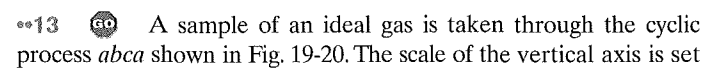 ••13 GO A sample of an ideal gas is taken through the cyclic
process abca shown in Fig. 19-20. The scale of the vertical axis is set